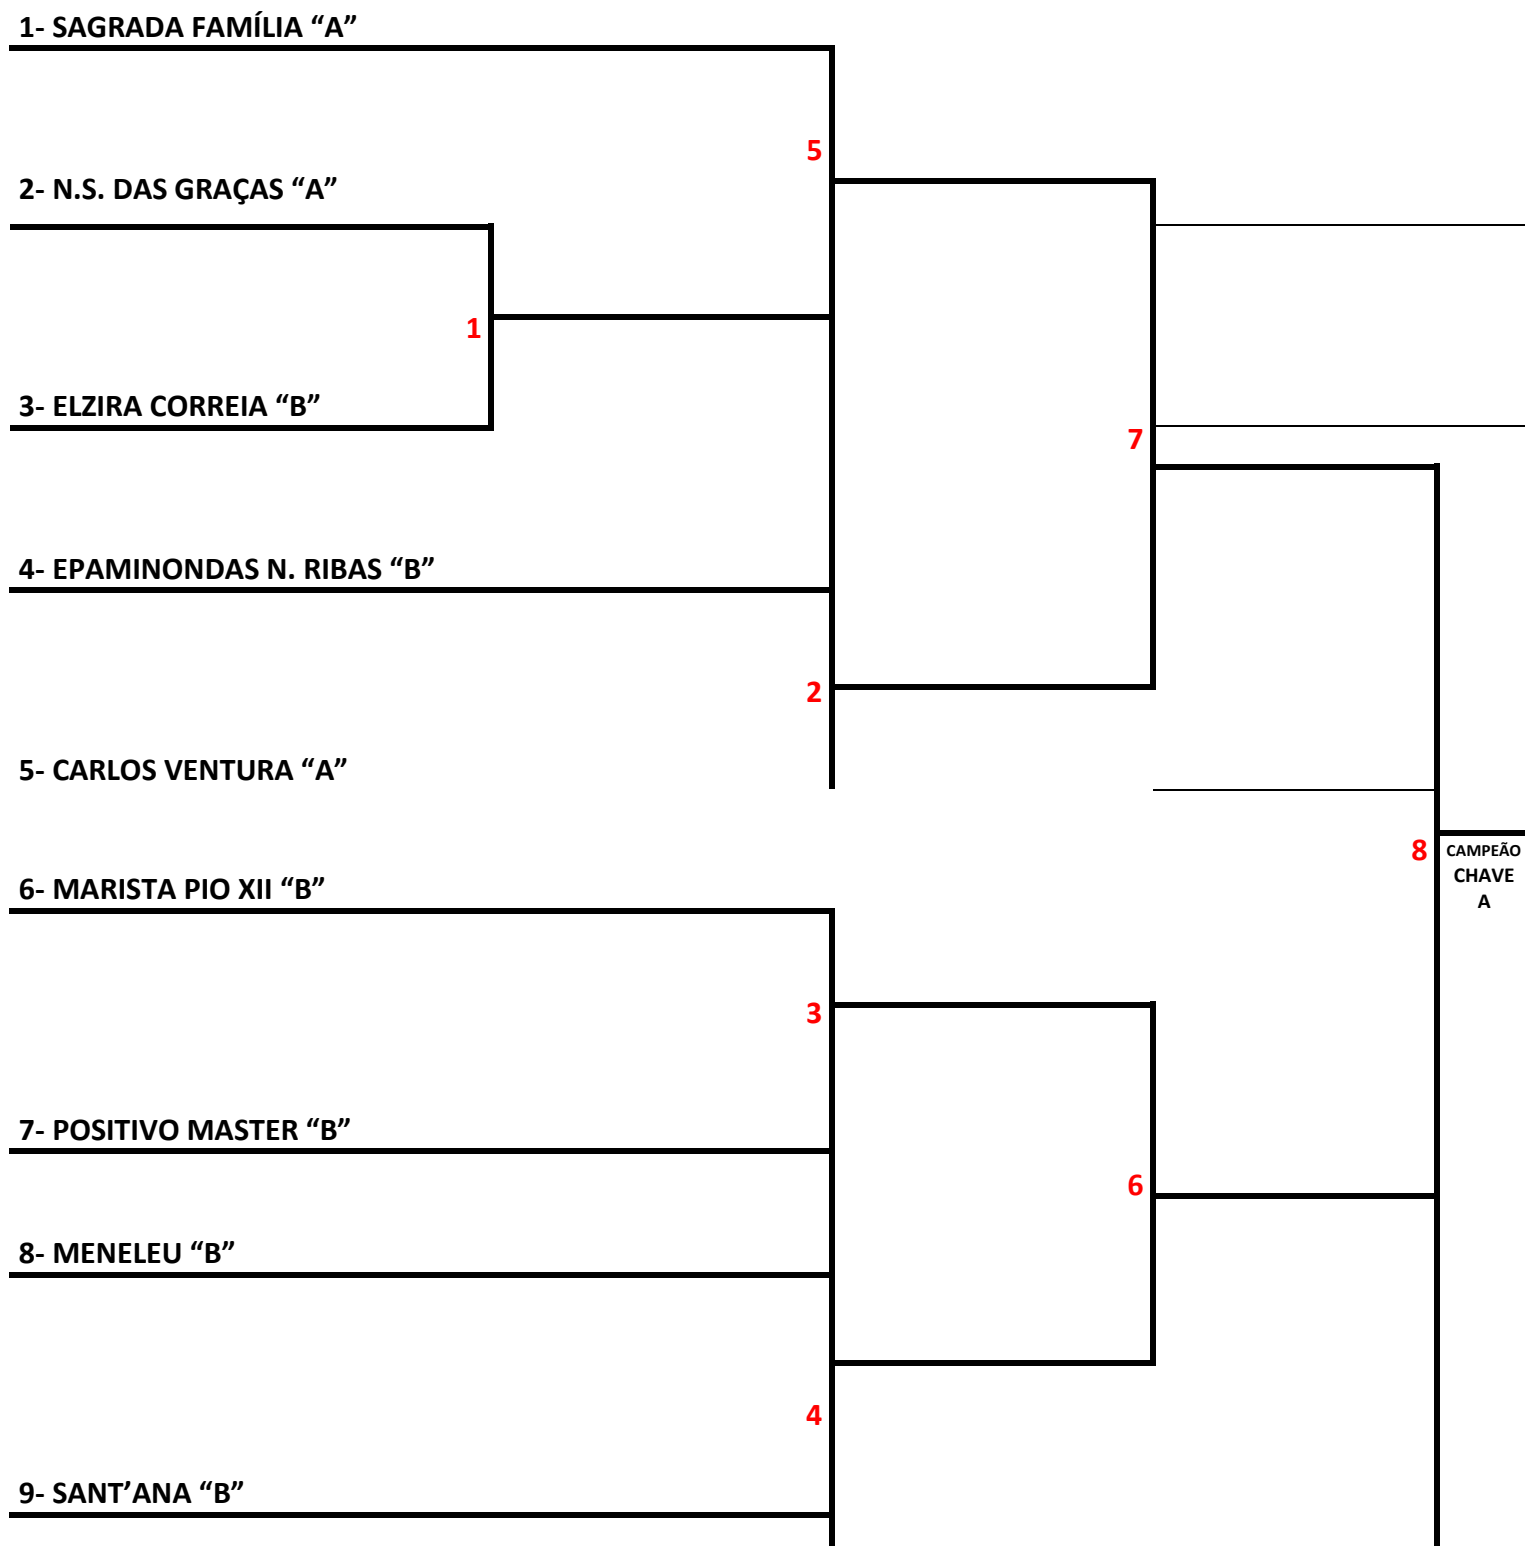 1- SAGRADA FAMÍLIA “A”
5
2- N.S. DAS GRAÇAS “A”
1
3- ELZIRA CORREIA “B”
7
4- EPAMINONDAS N. RIBAS “B”
2
5- CARLOS VENTURA “A”
8
CAMPEÃO
CHAVE
A
6- MARISTA PIO XII “B”
3
7- POSITIVO MASTER “B”
6
8- MENELEU “B”
4
9- SANT’ANA “B”